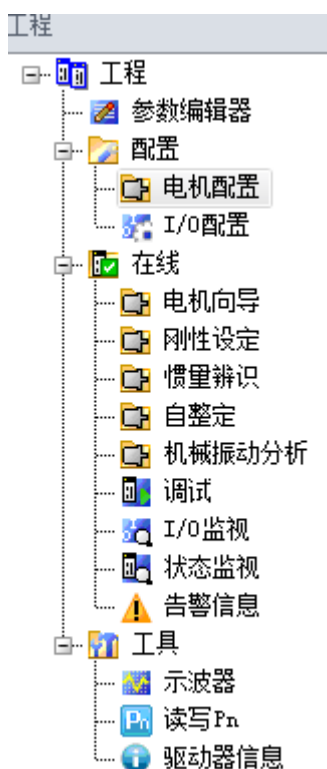 工程
工程
参数编辑器
配置
电机配置
I/O配置
在线
电机向导
刚性设定
惯量辨识
自整定
机械振动分析
调试
I/O监视
状态监视
告警信息
工具
示波器
Pn 读写Pn
驱动器信息